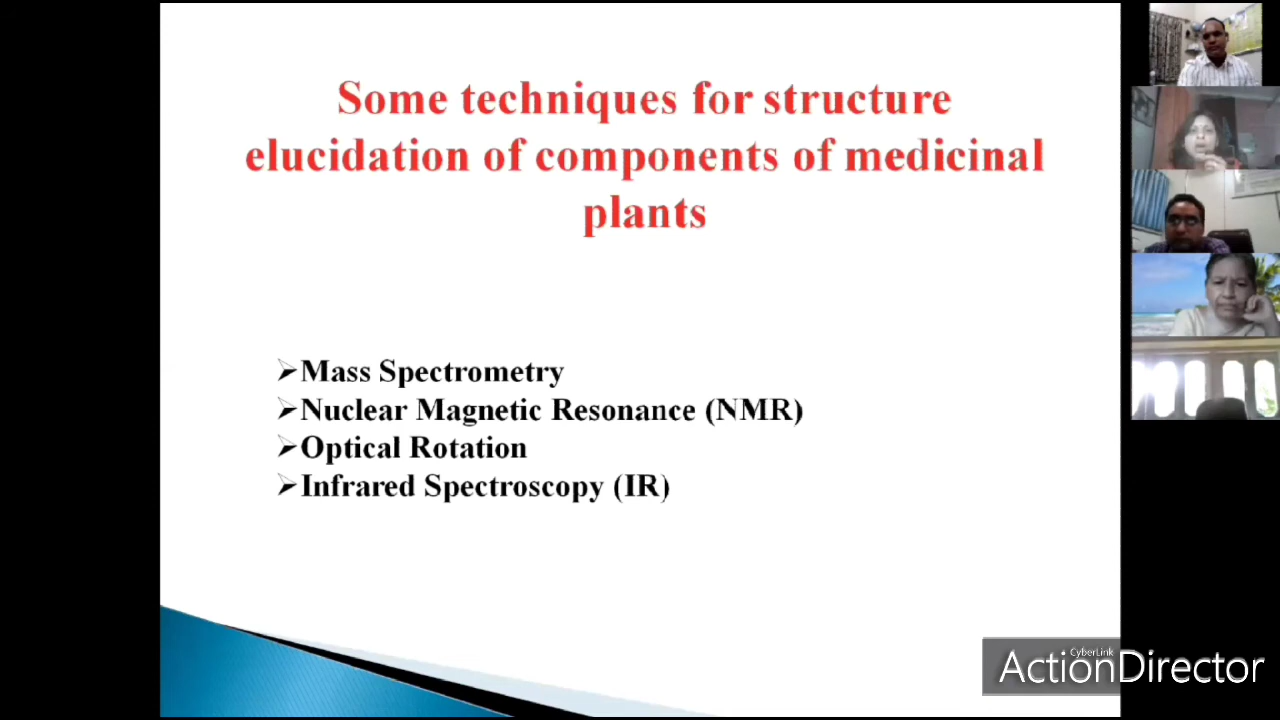 Some techniques for structure
elucidation of components of medicinal
plants
➢Mass Spectrometry
➢Nuclear Magnetic Resonance (NMR)
➢Optical Rotation
➢Infrared Spectroscopy (IR)
CyberLink
ActionDirector